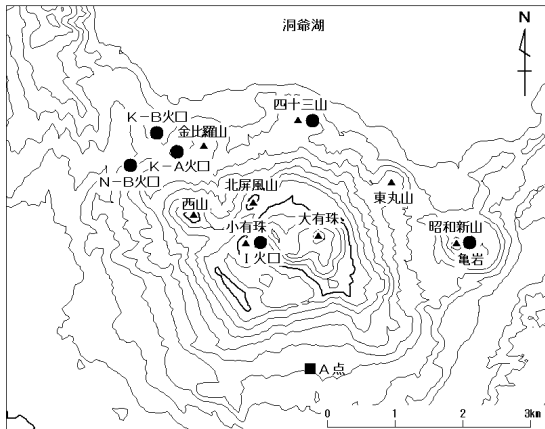 洞爺湖
N
K－B火口
金比羅山
四十三山
N－B火口
K－A火口
北屏風山
東丸山
西山
小有珠
大有珠
昭和新山
I火口
亀岩
A点
0 1 2 3km